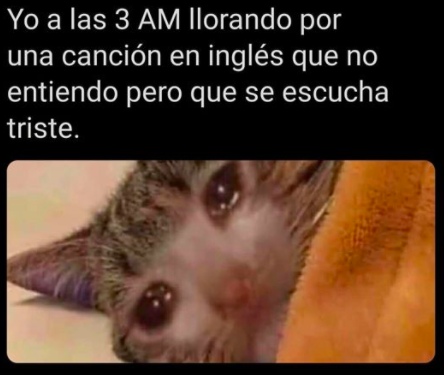 Yo a las 3 AM llorando por
una canción en inglés que no
entiendo pero que se escucha
triste.